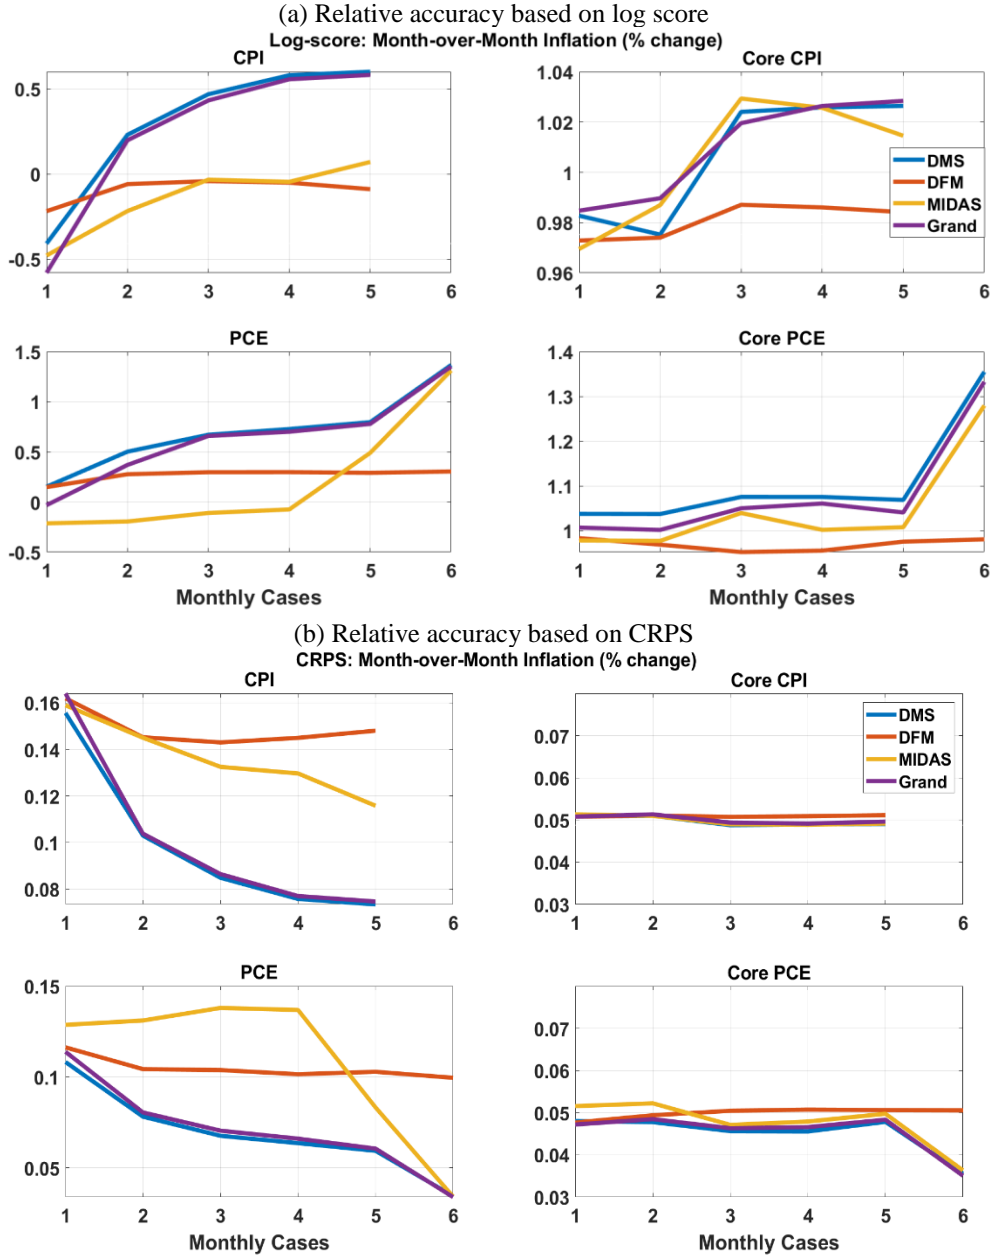 (a) Relative accuracy based on log score
Log-score: Month-over-Month Inflation (% change)
CPI
0.5
0
-0.5
1 2 3 4 5 6
Core CPI
1.04
1.02
1
0.98
0.96
1 2 3 4 5 6
DMS
DFM
MIDAS
Grand
PCE
1.5
1
0.5
0
-0.5
1 2 3 4 5 6
Monthly Cases
Core PCE
1.4
1.3
1.2
1.1
1
1 2 3 4 5 6
Monthly Cases
(b) Relative accuracy based on CRPS
CRPS: Month-over-Month Inflation (% change)
CPI
0.16
0.14
0.12
0.1
0.08
1 2 3 4 5 6
Core CPI
0.07
0.06
0.05
0.04
0.03
1 2 3 4 5 6
DMS
DFM
MIDAS
Grand
PCE
0.15
0.1
0.05
1 2 3 4 5 6
Monthly Cases
Core PCE
0.07
0.06
0.05
0.04
0.03
1 2 3 4 5 6
Monthly Cases